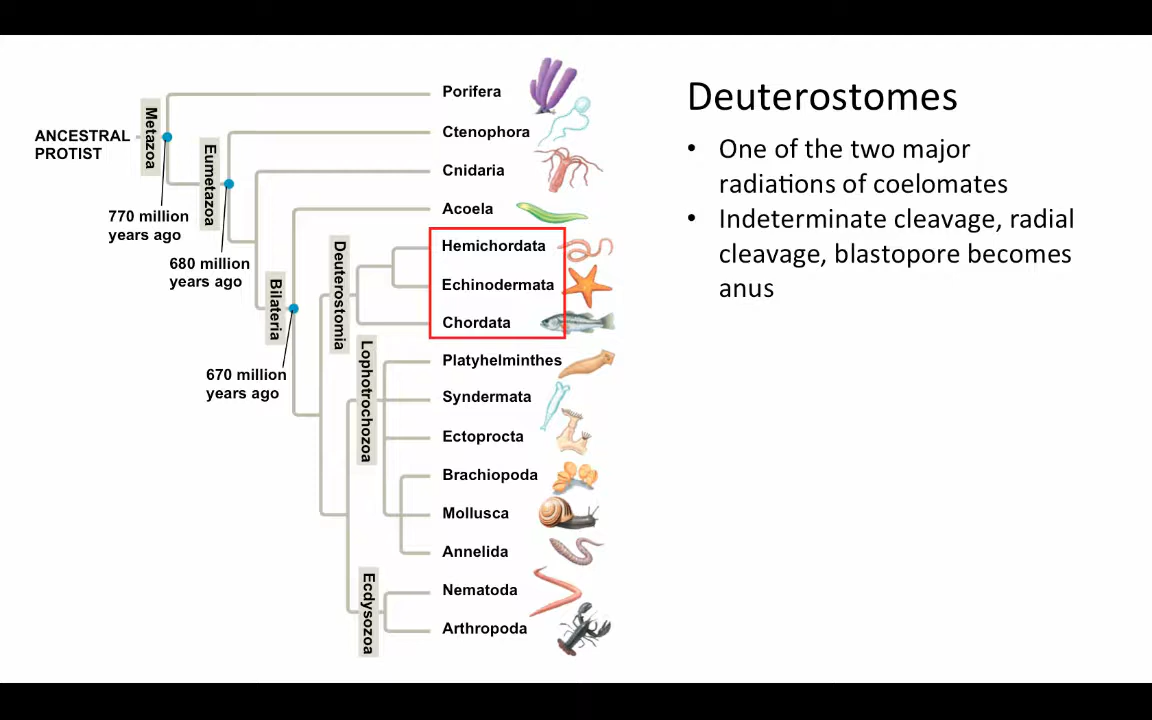 ANCESTRAL
PROTIST
Metazoa
770 million
years ago
Eumetazoa
680 million
years ago
Bilateria
670 million
years ago
Deuterostomia
Lophotrochozoa
Ecdysozoa
Porifera
Ctenophora
Cnidaria
Acoela
Hemichordata
Echinodermata
Chordata
Platyhelminthes
Syndermata
Ectoprocta
Brachiopoda
Mollusca
Annelida
Nematoda
Arthropoda
Deuterostomes
• One of the two major
radiations of coelomates
• Indeterminate cleavage, radial
cleavage, blastopore becomes
anus